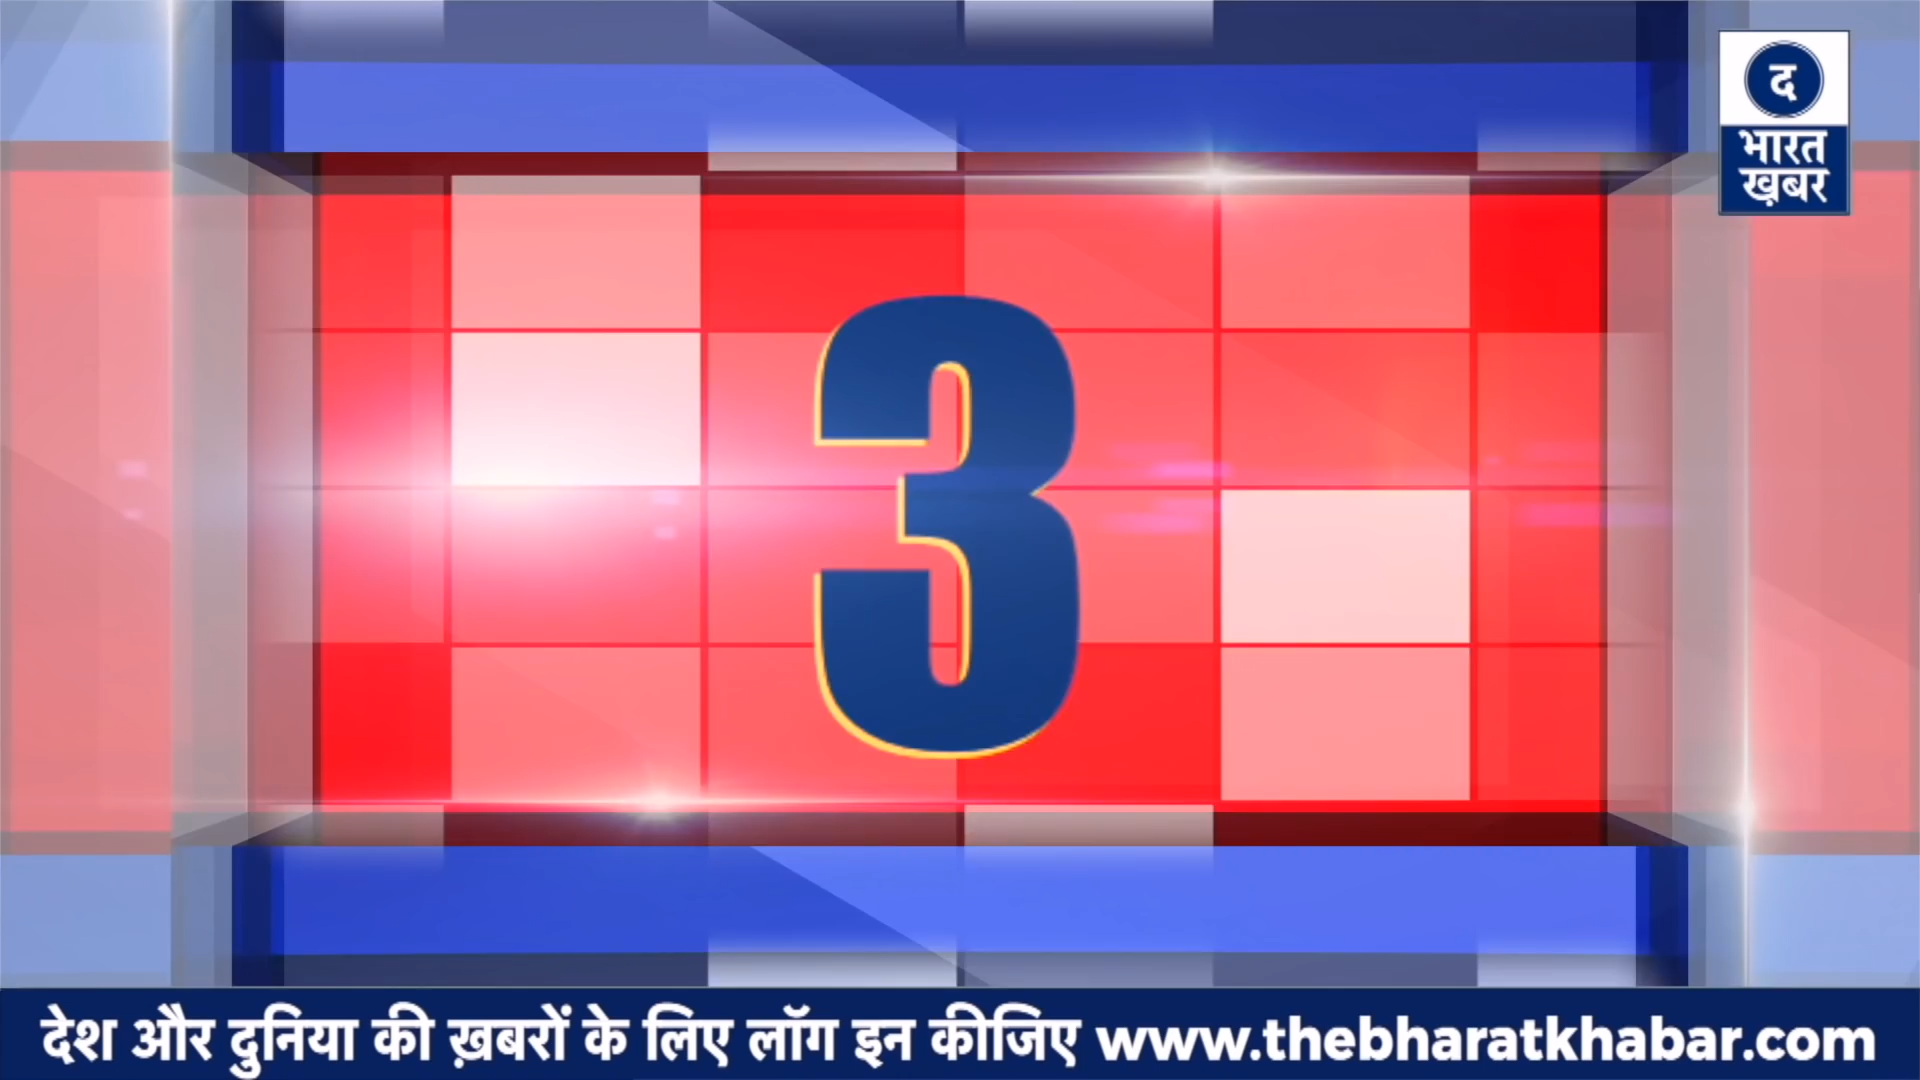 द
भारत
ख़बर
3
देश और दुनिया की ख़बरों के लिए लॉग इन कीजिए www.thebharatkhabar.com